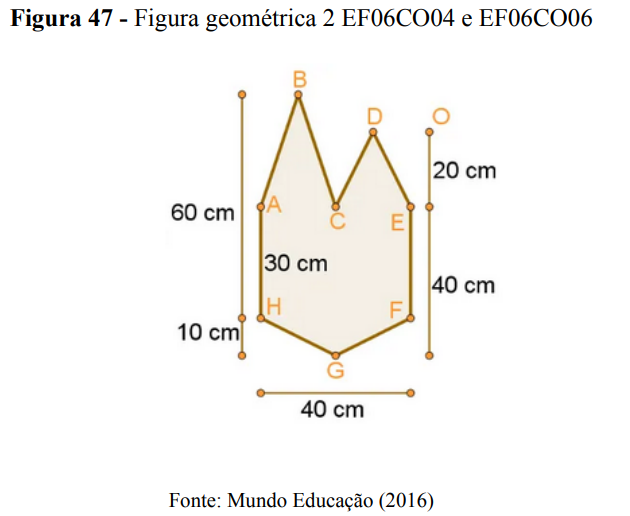 Figura 47 - Figura geométrica 2 EF06CO04 e EF06CO06
B
D
O
20 cm
60 cm
A
C
E
30 cm
40 cm
H
F
10 cm
G
40 cm
Fonte: Mundo Educação (2016)